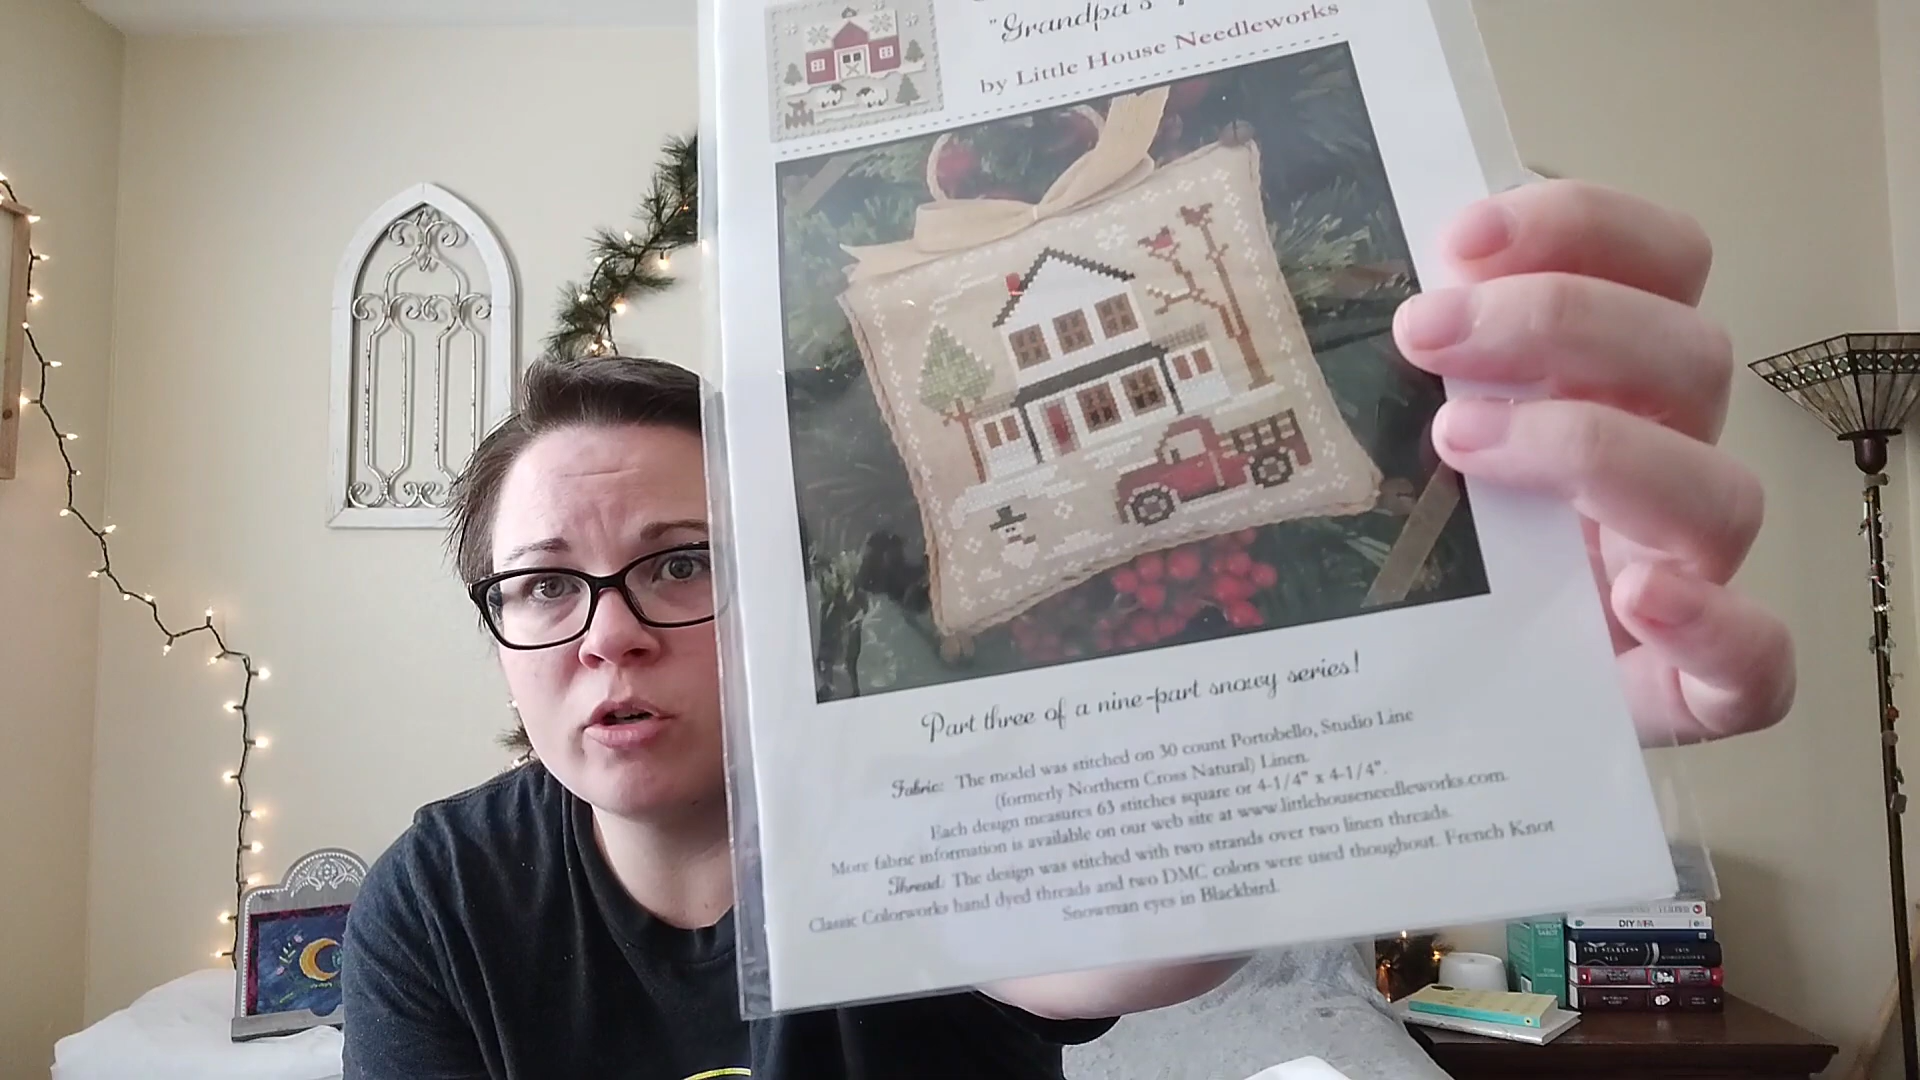 "Grandpa's
by Little House Needleworks
Part three of a nine-part snowy series!
Fabric: The model was stitched on 30 count Portobello, Studio Line
(formerly Northern Cross Natural) Linen.
Each design measures 63 stitches square or 4-1/4" x 4-1/4".
More fabric information is available on our web site at www.littlehouseneedleworks.com.
Thread: The design was stitched with two strands over two linen threads.
Classic Colorworks hand dyed threads and two DMC colors were used thoughout. French Knot
Snowman eyes in Blackbird.
DIY MFA